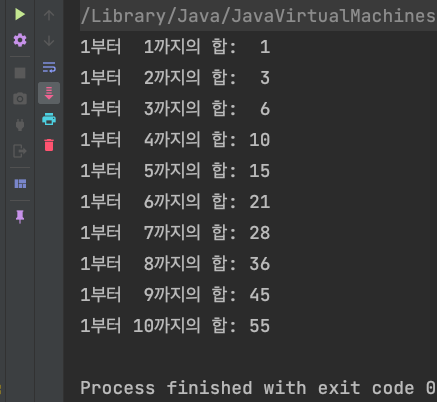 /Library/Java/JavaVirtualMachines
1부터  1까지의 합:  1
1부터  2까지의 합:  3
1부터  3까지의 합:  6
1부터  4까지의 합: 10
1부터  5까지의 합: 15
1부터  6까지의 합: 21
1부터  7까지의 합: 28
1부터  8까지의 합: 36
1부터  9까지의 합: 45
1부터 10까지의 합: 55
Process finished with exit code 0